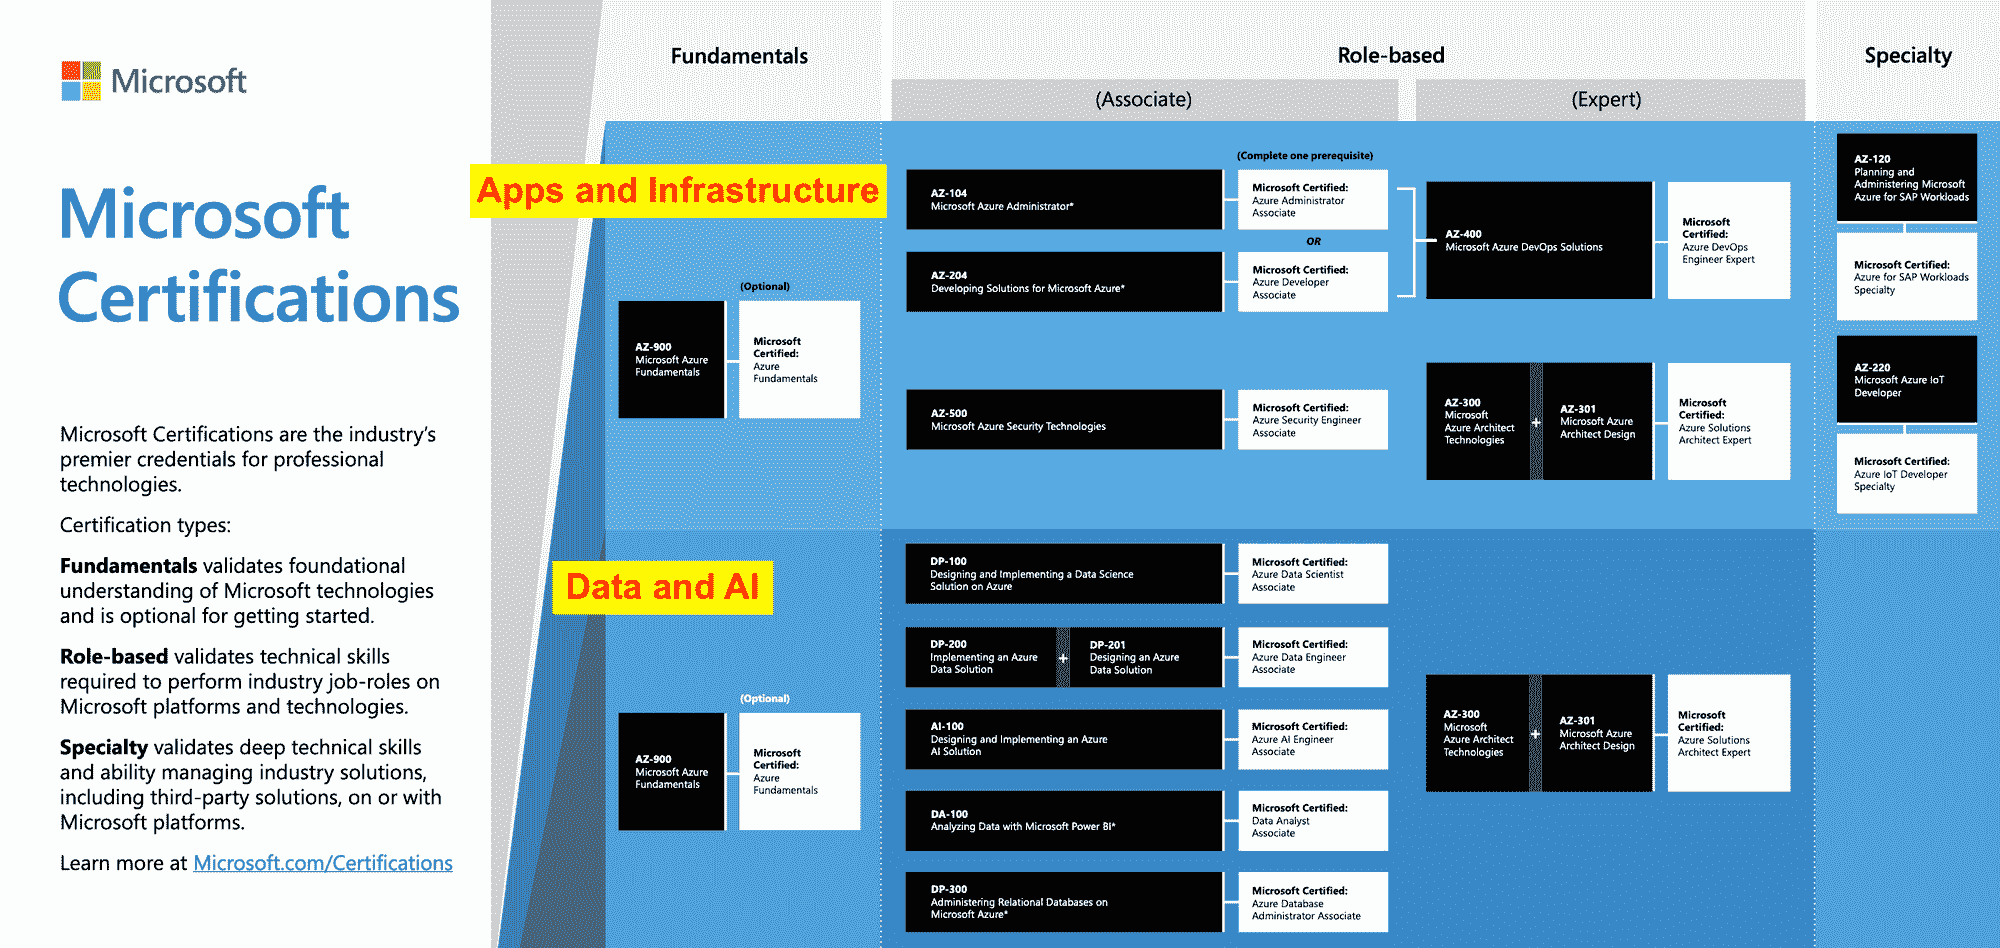 Microsoft
Microsoft
Certifications
Microsoft Certifications are the industry's
premier credentials for professional
technologies.
Certification types:
Fundamentals validates foundational
understanding of Microsoft technologies
and is optional for getting started.
Role-based validates technical skills
required to perform industry job-roles on
Microsoft platforms and technologies.
Specialty validates deep technical skills
and ability managing industry solutions,
including third-party solutions, on or with
Microsoft platforms.
Learn more at Microsoft.com/Certifications
Fundamentals
Role-based
Specialty
(Associate)
(Expert)
Apps and Infrastructure
(Optional)
AZ-900
Microsoft Azure
Fundamentals
Microsoft
Certified:
Azure
Fundamentals
(Complete one prerequisite)
AZ-104
Microsoft Azure Administrator*
Microsoft Certified:
Azure Administrator
Associate
OR
AZ-204
Developing Solutions for Microsoft Azure*
Microsoft Certified:
Azure Developer
Associate
AZ-500
Microsoft Azure Security Technologies
Microsoft Certified:
Azure Security Engineer
Associate
AZ-400
Microsoft Azure DevOps Solutions
Microsoft
Certified:
Azure DevOps
Engineer Expert
AZ-300
Microsoft
Azure Architect
Technologies
+
AZ-301
Microsoft Azure
Architect Design
Microsoft
Certified:
Azure Solutions
Architect Expert
AZ-120
Planning and
Administering Microsoft
Azure for SAP Workloads
Microsoft Certified:
Azure for SAP Workloads
Specialty
AZ-220
Microsoft Azure IoT
Developer
Microsoft Certified:
Azure IoT Developer
Specialty
Data and AI
(Optional)
AZ-900
Microsoft Azure
Fundamentals
Microsoft
Certified:
Azure
Fundamentals
DP-100
Designing and Implementing a Data Science
Solution on Azure
Microsoft Certified:
Azure Data Scientist
Associate
DP-200
Implementing an Azure
Data Solution
+
DP-201
Designing an Azure
Data Solution
Microsoft Certified:
Azure Data Engineer
Associate
AI-100
Designing and Implementing an Azure
AI Solution
Microsoft Certified:
Azure AI Engineer
Associate
DA-100
Analyzing Data with Microsoft Power BI*
Microsoft Certified:
Data Analyst
Associate
DP-300
Administering Relational Databases on
Microsoft Azure*
Microsoft Certified:
Azure Database
Administrator Associate
AZ-300
Microsoft
Azure Architect
Technologies
+
AZ-301
Microsoft Azure
Architect Design
Microsoft
Certified:
Azure Solutions
Architect Expert